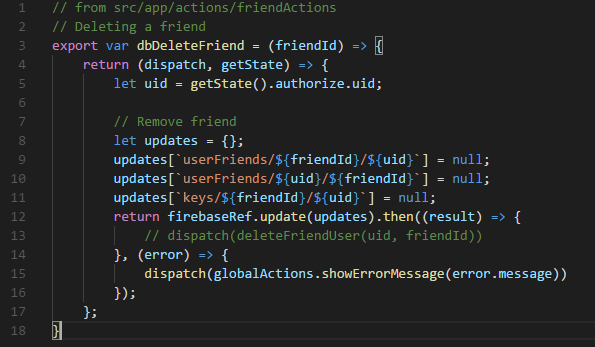 1 // from src/app/actions/friendActions
2 // Deleting a friend
3 export var dbDeleteFriend = (friendId) => {
4     return (dispatch, getState) => {
5         let uid = getState().authorize.uid;
6
7         // Remove friend
8         let updates = {};
9         updates[`userFriends/${friendId}/${uid}`] = null;
10         updates[`userFriends/${uid}/${friendId}`] = null;
11         updates[`keys/${friendId}/${uid}`] = null;
12         return firebaseRef.update(updates).then((result) => {
13             // dispatch(deleteFriendUser(uid, friendId))
14         }, (error) => {
15             dispatch(globalActions.showErrorMessage(error.message))
16         });
17     };
18 }